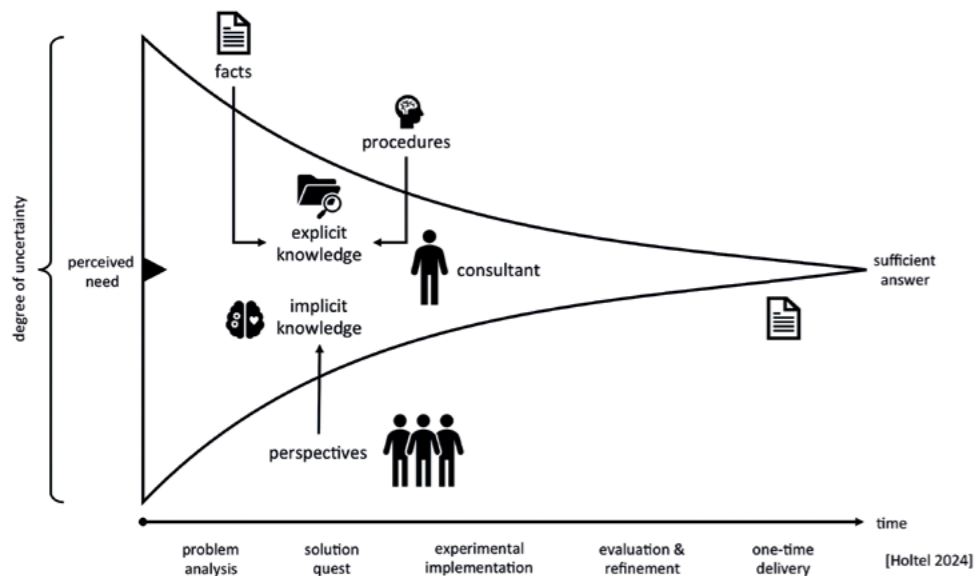 facts
procedures
explicit
knowledge
degree of uncertainty
perceived
need
consultant
sufficient
answer
implicit
knowledge
perspectives
time
problem
analysis
solution
quest
experimental
implementation
evaluation &
refinement
one-time
delivery
[Holtel 2024]